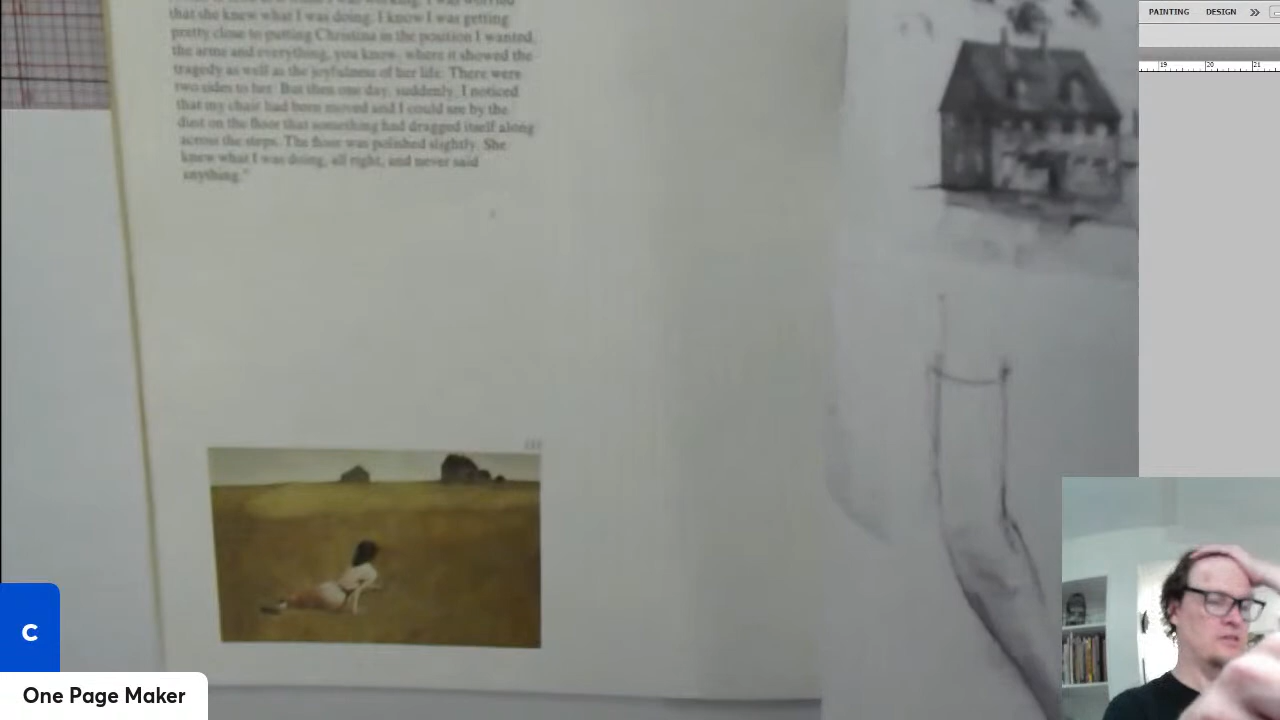 that she knew what I was doing. I know I was getting
pretty close to putting Christina in the position I wanted,
the arms and everything, you know, where it showed the
tragedy as well as the joyfulness of her life. There were
two sides to her. But then one day, suddenly, I noticed
that my chair had been moved and I could see by the
dust on the floor that something had dragged itself along
across the steps. The floor was polished slightly. She
knew what I was doing, all right, and never said
anything."
PAINTING DESIGN »
19 20 21
C
One Page Maker